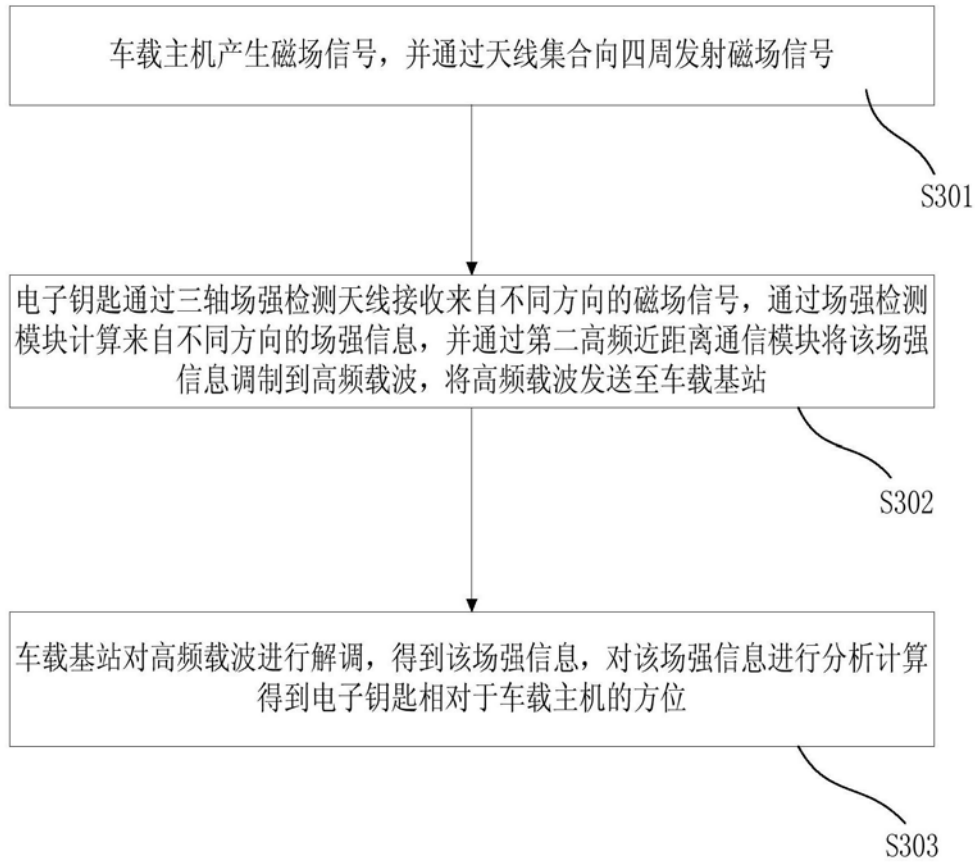 车载主机产生磁场信号，并通过天线集合向四周发射磁场信号
S301
电子钥匙通过三轴场强检测天线接收来自不同方向的磁场信号，通过场强检测
模块计算来自不同方向的场强信息，并通过第二高频近距离通信模块将该场强
信息调制到高频载波，将高频载波发送至车载基站
S302
车载基站对高频载波进行解调，得到该场强信息，对该场强信息进行分析计算
得到电子钥匙相对于车载主机的方位
S303